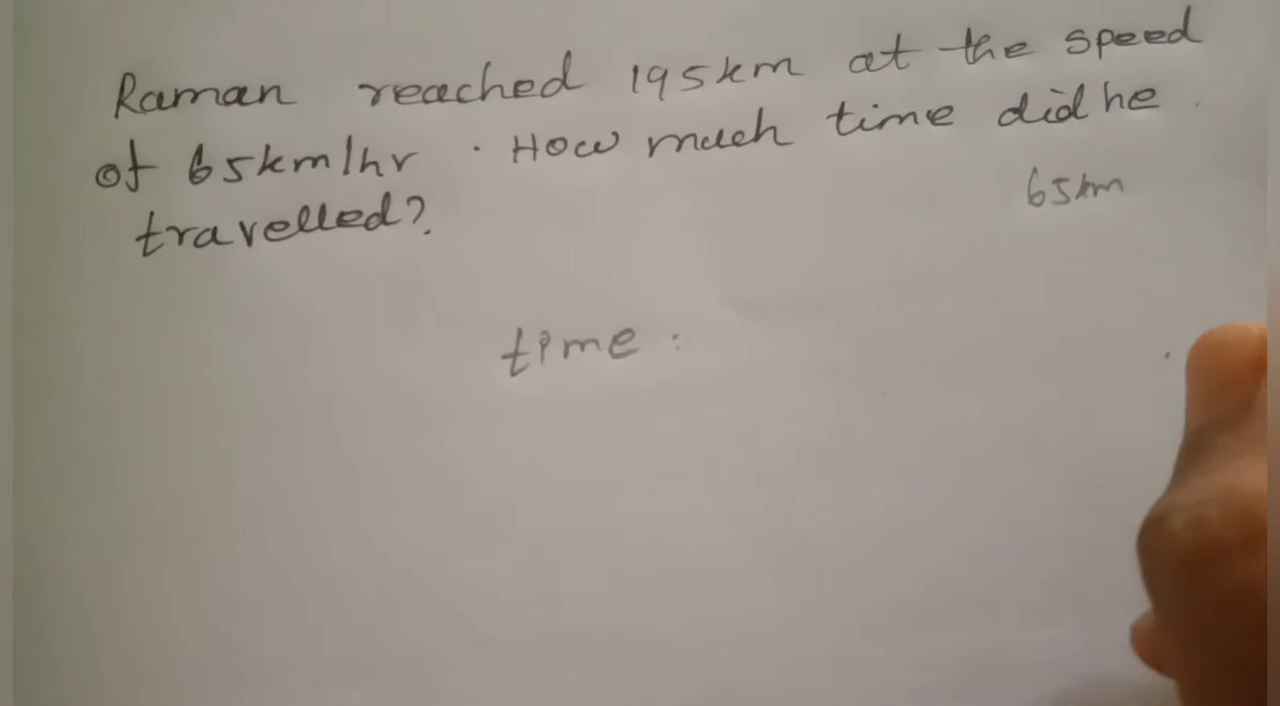 Raman reached 195km at the speed
of 65km/hr . How much time did he
travelled?
65km
time :